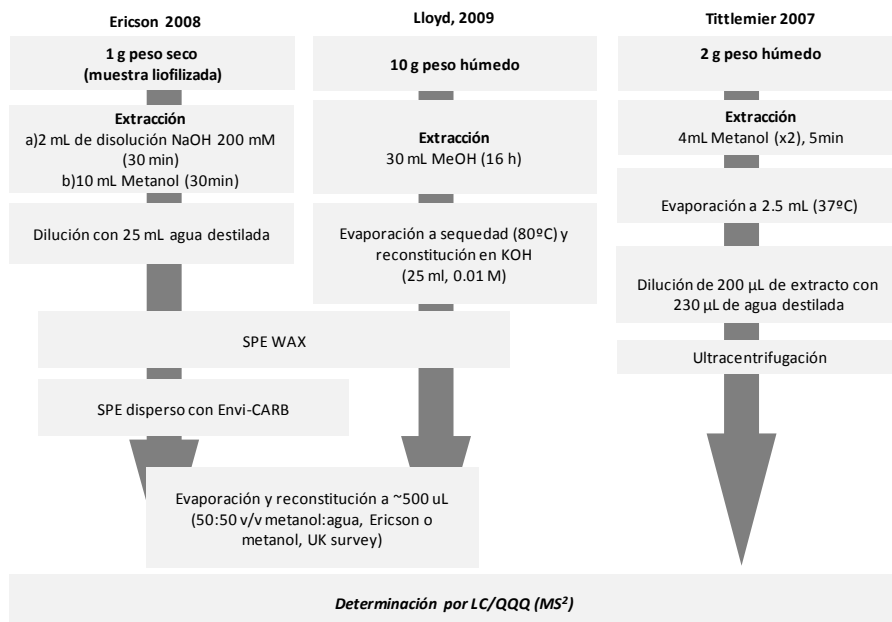 Ericson 2008
1 g peso seco
(muestra liofilizada)
Extracción
a)2 mL de disolución NaOH 200 mM
(30 min)
b)10 mL Metanol (30min)
Dilución con 25 mL agua destilada
Lloyd, 2009
10 g peso húmedo
Extracción
30 mL MeOH (16 h)
Evaporación a sequedad (80ºC) y
reconstitución en KOH
(25 ml, 0.01 M)
SPE WAX
SPE disperso con Envi-CARB
Evaporación y reconstitución a ~500 uL
(50:50 v/v metanol:agua, Ericson o
metanol, UK survey)
Tittlemier 2007
2 g peso húmedo
Extracción
4mL Metanol (x2), 5min
Evaporación a 2.5 mL (37ºC)
Dilución de 200 µL de extracto con
230 µL de agua destilada
Ultracentrifugación
Determinación por LC/QQQ (MS²)